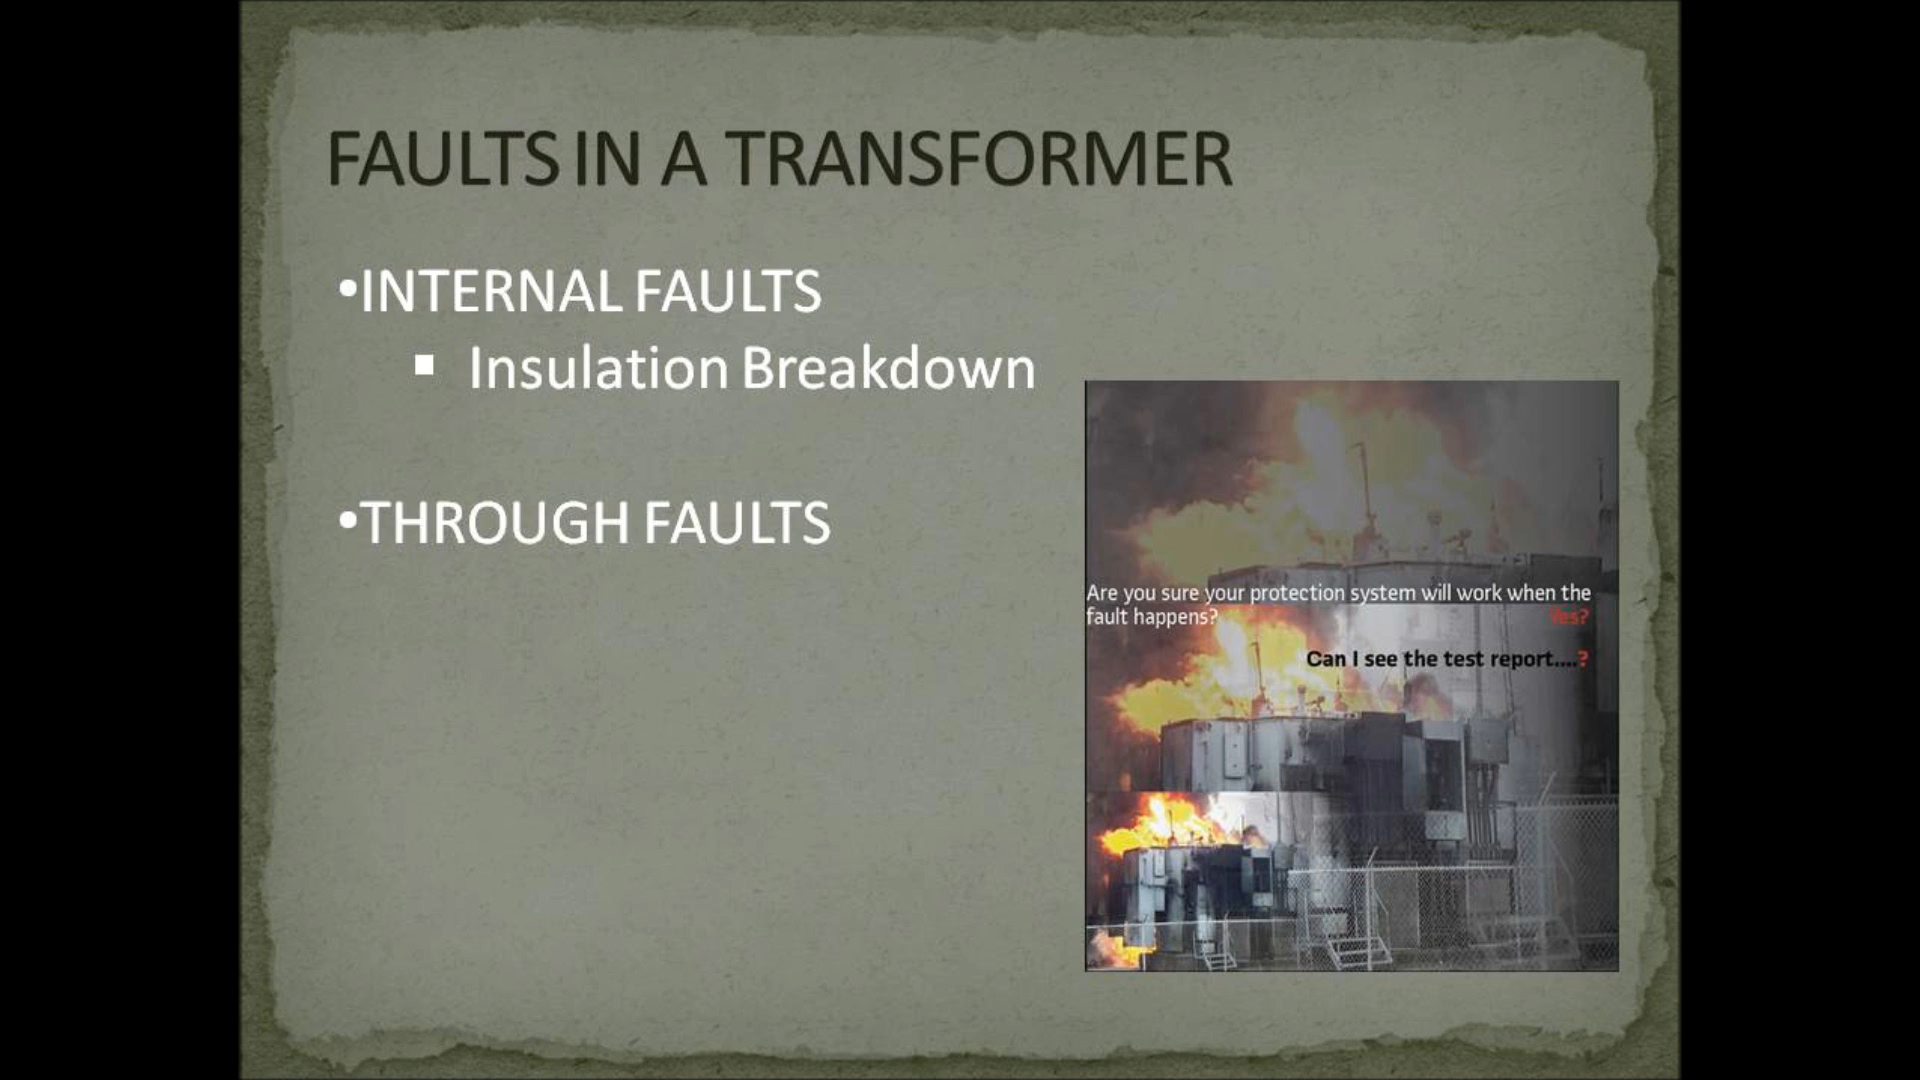 FAULTS IN A TRANSFORMER
•INTERNAL FAULTS
▪ Insulation Breakdown
•THROUGH FAULTS
Are you sure your protection system will work when the
fault happens? Yes?
Can I see the test report....?